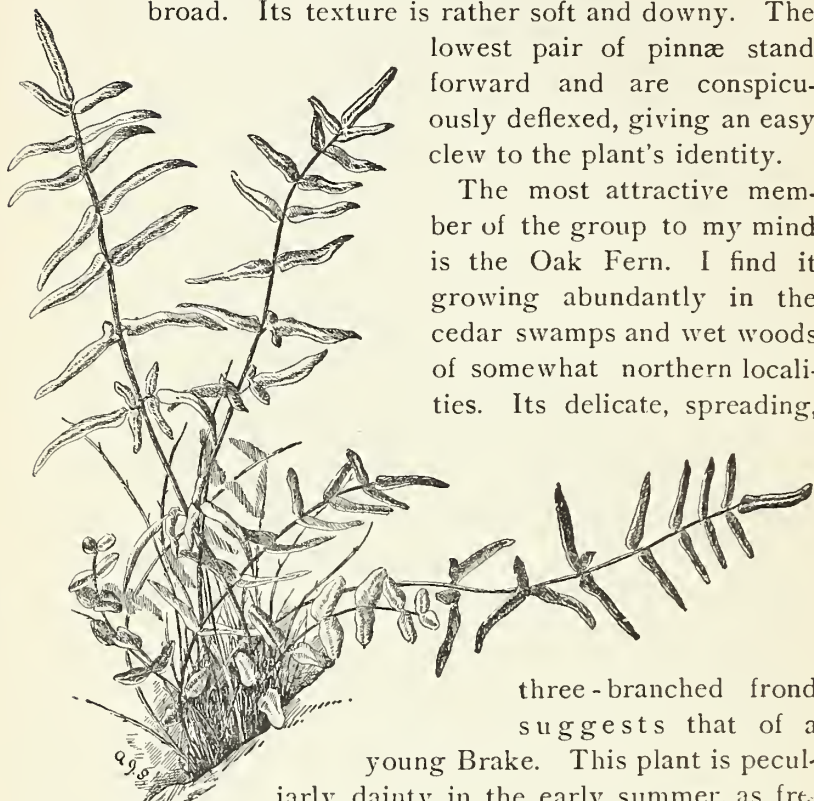 broad. Its texture is rather soft and downy. The
lowest pair of pinnæ stand
forward and are conspicu-
ously deflexed, giving an easy
clew to the plant's identity.
The most attractive mem-
ber of the group to my mind
is the Oak Fern. I find it
growing abundantly in the
cedar swamps and wet woods
of somewhat northern locali-
ties. Its delicate, spreading,
three-branched frond
suggests that of a
young Brake. This plant is pecul-
iarly dainty in the early summer as fre-
a.g.s.